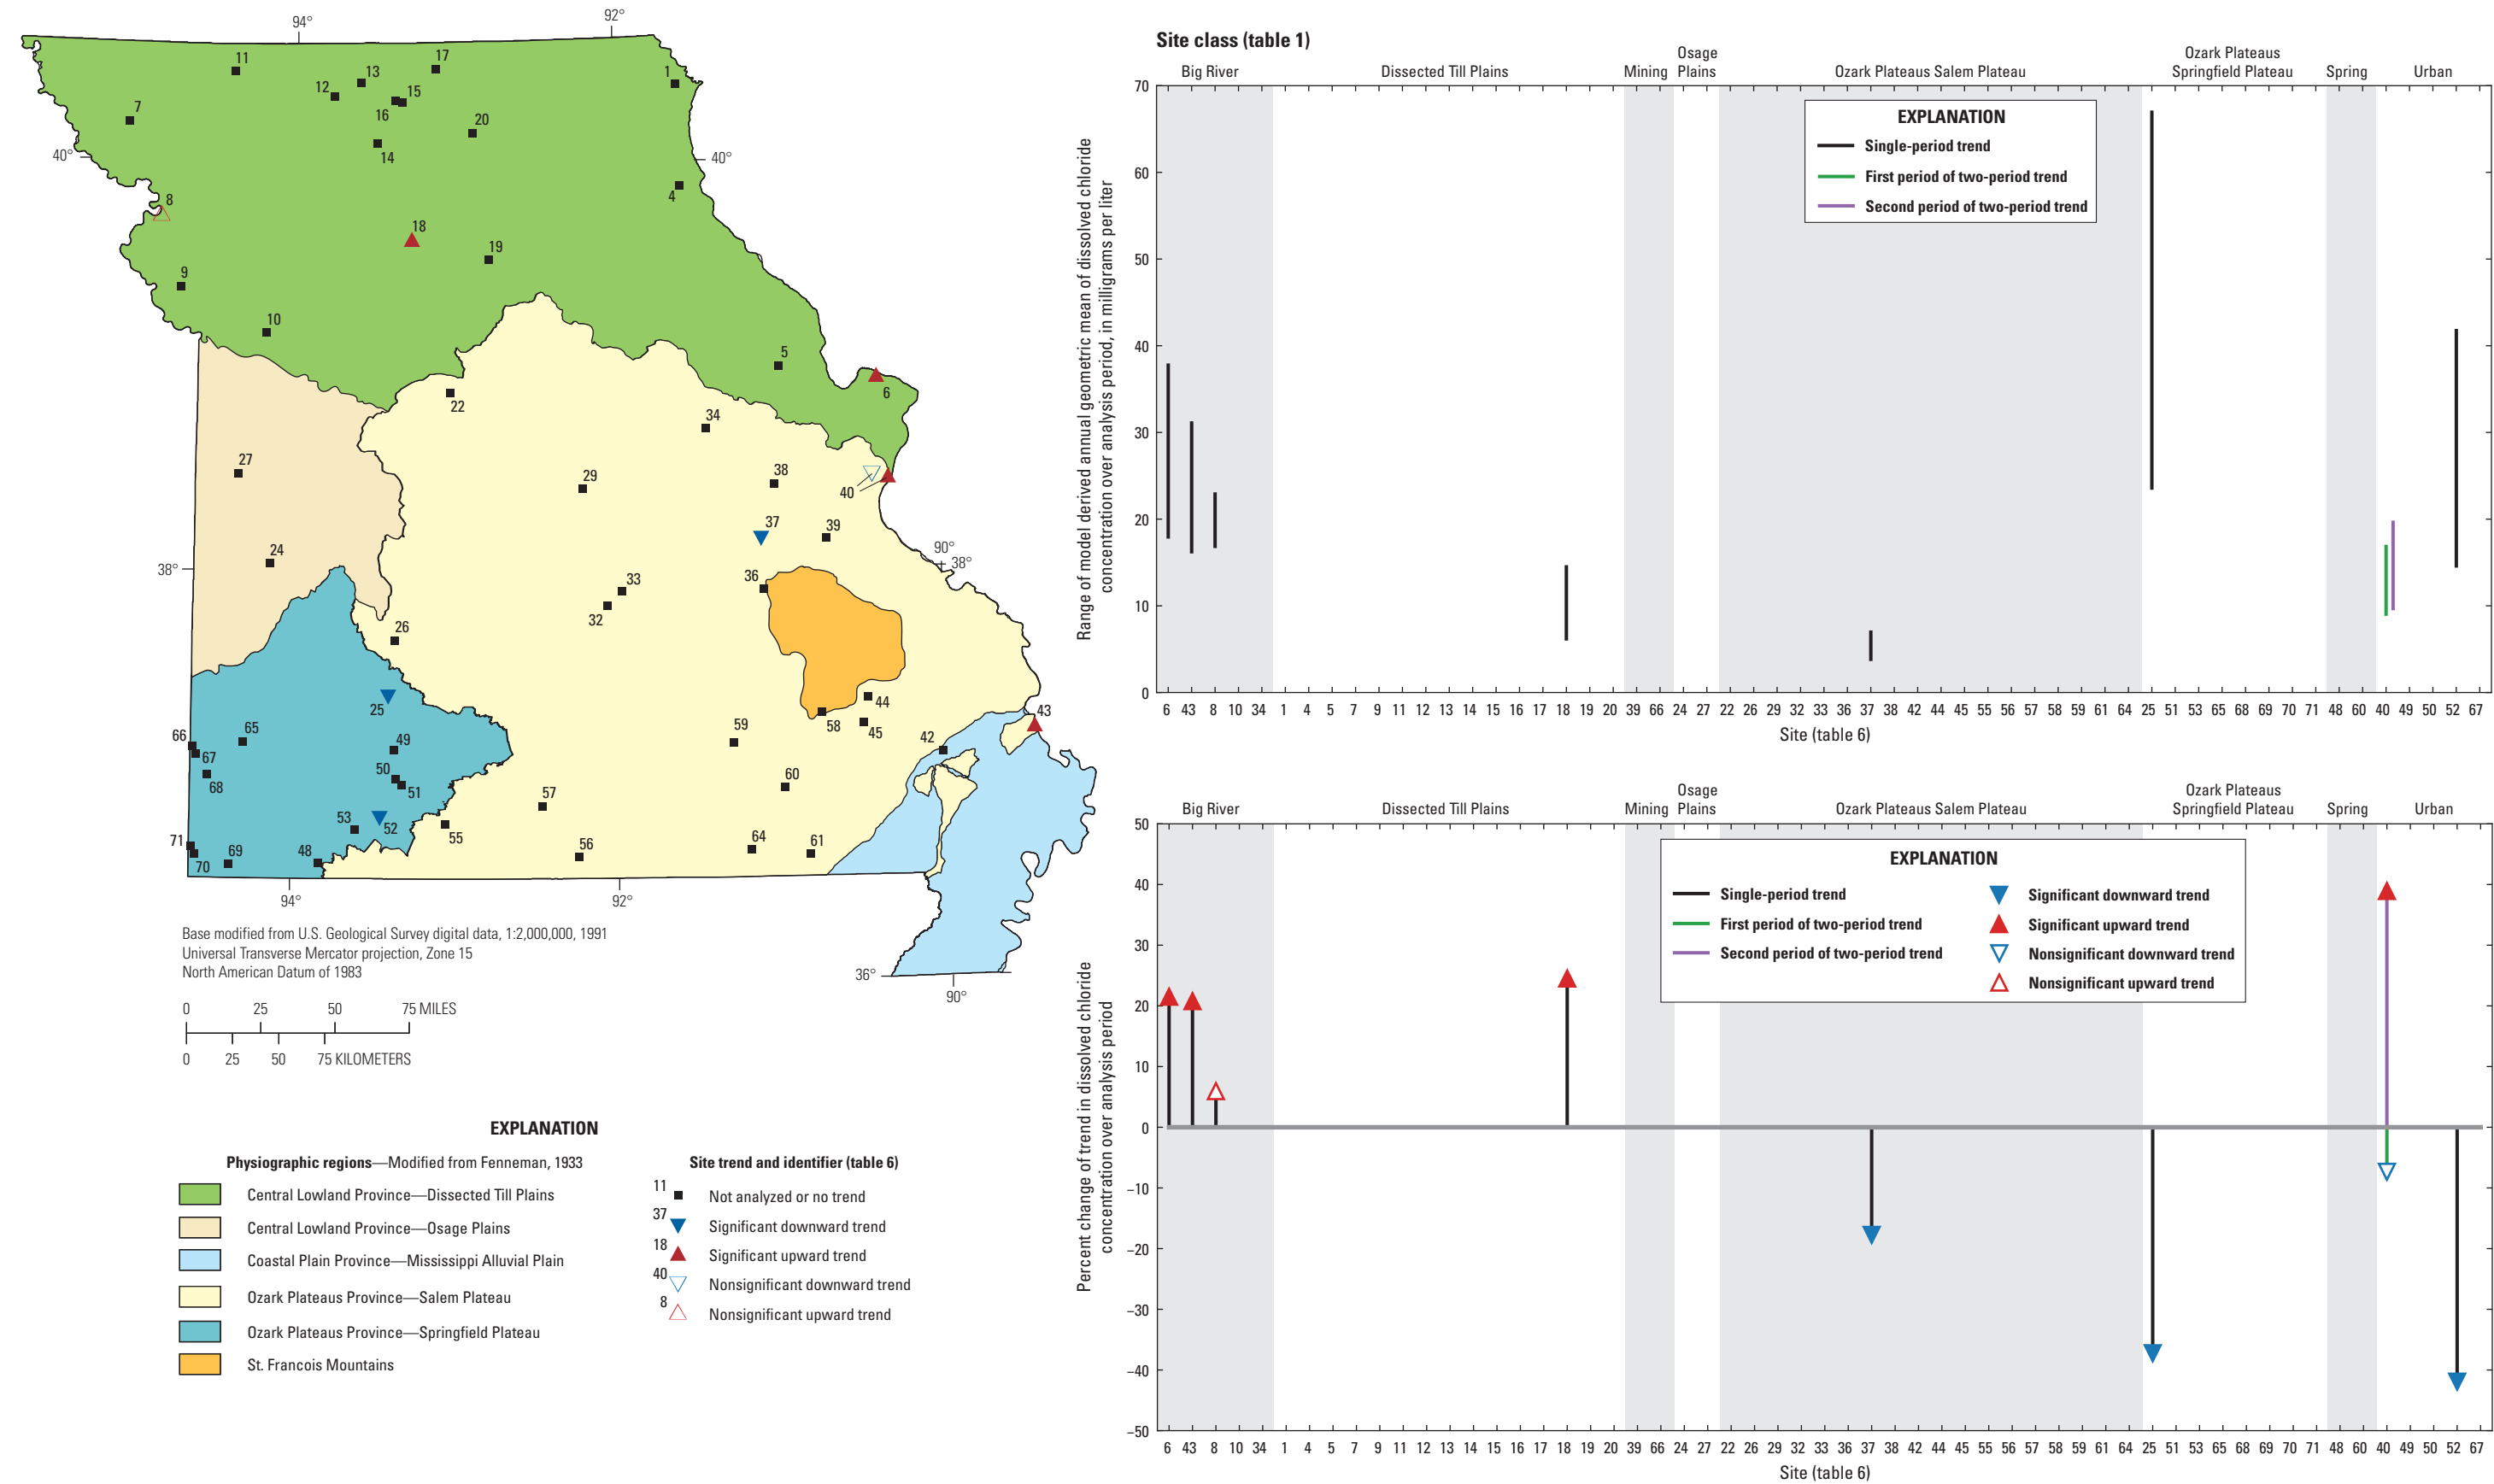 94°
92°
11
13
17
1
12
15
16
7
20
14
40°
40°
4
8
18
19
9
10
5
6
22
34
27
29
38
40
37
39
24
90°
38°
38°
33
36
32
26
25
44
43
58
45
59
42
65
66
49
67
50
68
51
60
57
53
52
55
71
69
48
70
56
64
61
94°
92°
36°
90°
Base modified from U.S. Geological Survey digital data, 1:2,000,000, 1991
Universal Transverse Mercator projection, Zone 15
North American Datum of 1983
0 25 50 75 MILES
0 25 50 75 KILOMETERS
EXPLANATION
Physiographic regions—Modified from Fenneman, 1933
Central Lowland Province—Dissected Till Plains
Central Lowland Province—Osage Plains
Coastal Plain Province—Mississippi Alluvial Plain
Ozark Plateaus Province—Salem Plateau
Ozark Plateaus Province—Springfield Plateau
St. Francois Mountains
Site trend and identifier (table 6)
11 Not analyzed or no trend
37 Significant downward trend
18 Significant upward trend
40 Nonsignificant downward trend
8 Nonsignificant upward trend
Site class (table 1)
Big River
Dissected Till Plains
Mining
Osage
Plains
Ozark Plateaus Salem Plateau
Ozark Plateaus
Springfield Plateau
Spring
Urban
Range of model derived annual geometric mean of dissolved chloride
concentration over analysis period, in milligrams per liter
70
60
50
40
30
20
10
0
EXPLANATION
Single-period trend
First period of two-period trend
Second period of two-period trend
6 43 8 10 34 1 4 5 7 9 11 12 13 14 15 16 17 18 19 20 39 66 24 27 22 26 29 32 33 36 37 38 42 44 45 55 56 57 58 59 61 64 25 51 53 65 68 69 70 71 48 60 40 49 50 52 67
Site (table 6)
Big River
Dissected Till Plains
Mining
Osage
Plains
Ozark Plateaus Salem Plateau
Ozark Plateaus
Springfield Plateau
Spring
Urban
Percent change of trend in dissolved chloride
concentration over analysis period
50
40
30
20
10
0
−10
−20
−30
−40
−50
EXPLANATION
Single-period trend
First period of two-period trend
Second period of two-period trend
Significant downward trend
Significant upward trend
Nonsignificant downward trend
Nonsignificant upward trend
6 43 8 10 34 1 4 5 7 9 11 12 13 14 15 16 17 18 19 20 39 66 24 27 22 26 29 32 33 36 37 38 42 44 45 55 56 57 58 59 61 64 25 51 53 65 68 69 70 71 48 60 40 49 50 52 67
Site (table 6)